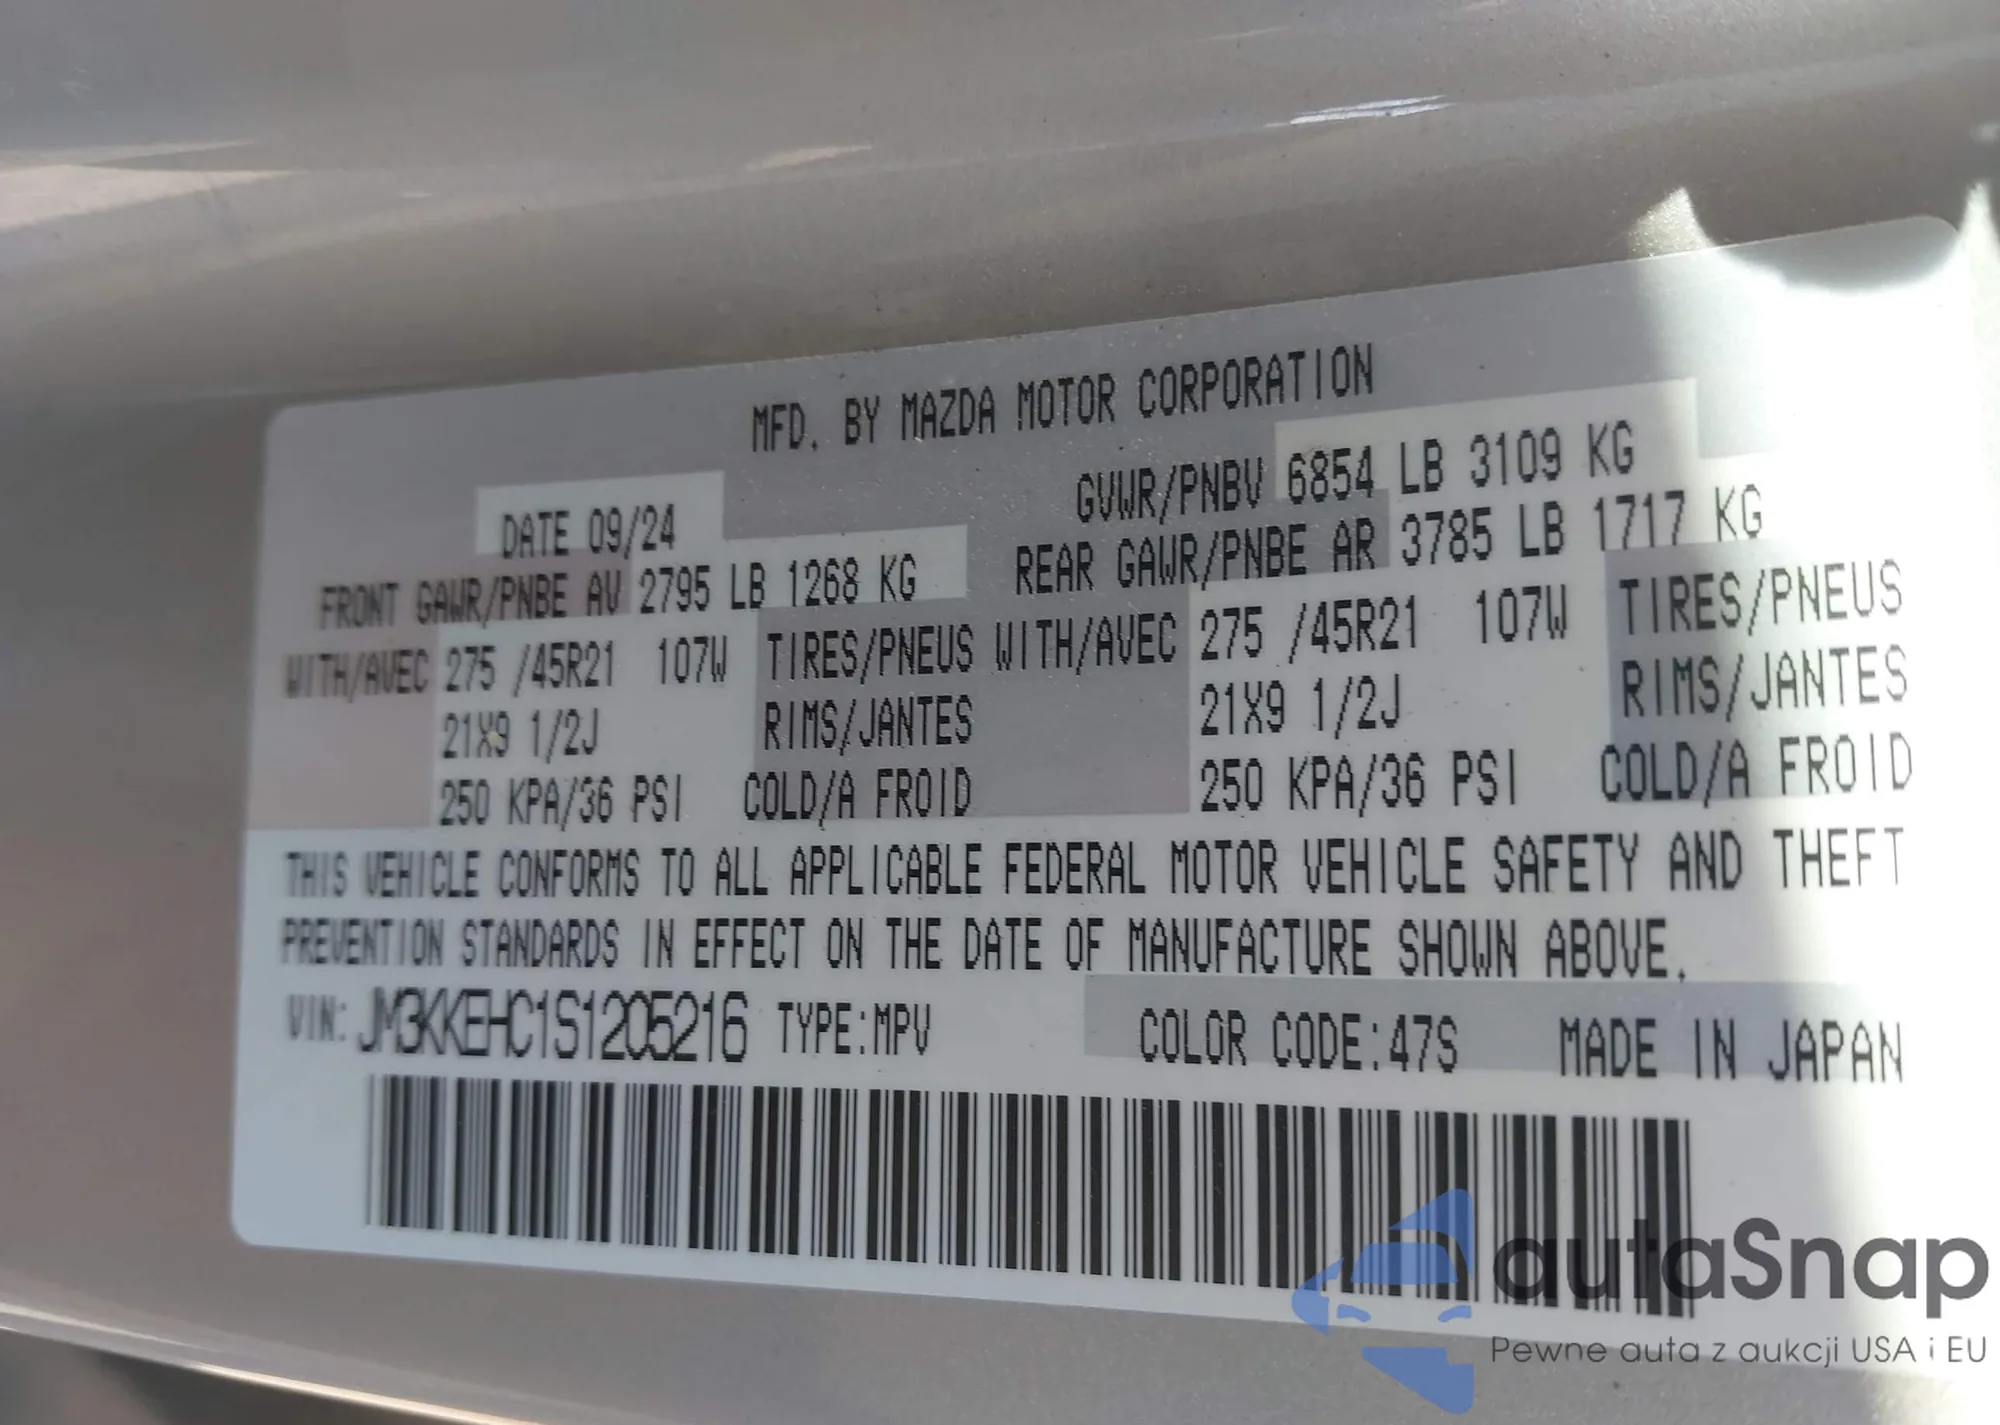 MFD. BY MAZDA MOTOR CORPORATION
DATE 09/24 GVWR/PNBV 6854 LB 3109 KG
FRONT GAWR/PNBE AV 2795 LB 1268 KG REAR GAWR/PNBE AR 3785 LB 1717 KG
WITH/AVEC 275 /45R21 107W TIRES/PNEUS WITH/AVEC 275 /45R21 107W TIRES/PNEUS
21X9 1/2J RIMS/JANTES 21X9 1/2J RIMS/JANTES
250 KPA/36 PSI COLD/A FROID 250 KPA/36 PSI COLD/A FROID
THIS VEHICLE CONFORMS TO ALL APPLICABLE FEDERAL MOTOR VEHICLE SAFETY AND THEFT
PREVENTION STANDARDS IN EFFECT ON THE DATE OF MANUFACTURE SHOWN ABOVE.
VIN: JM3KKEHC1S1205216 TYPE:MPV COLOR CODE:47S MADE IN JAPAN
autaSnap
Pewne auta z aukcji USA i EU